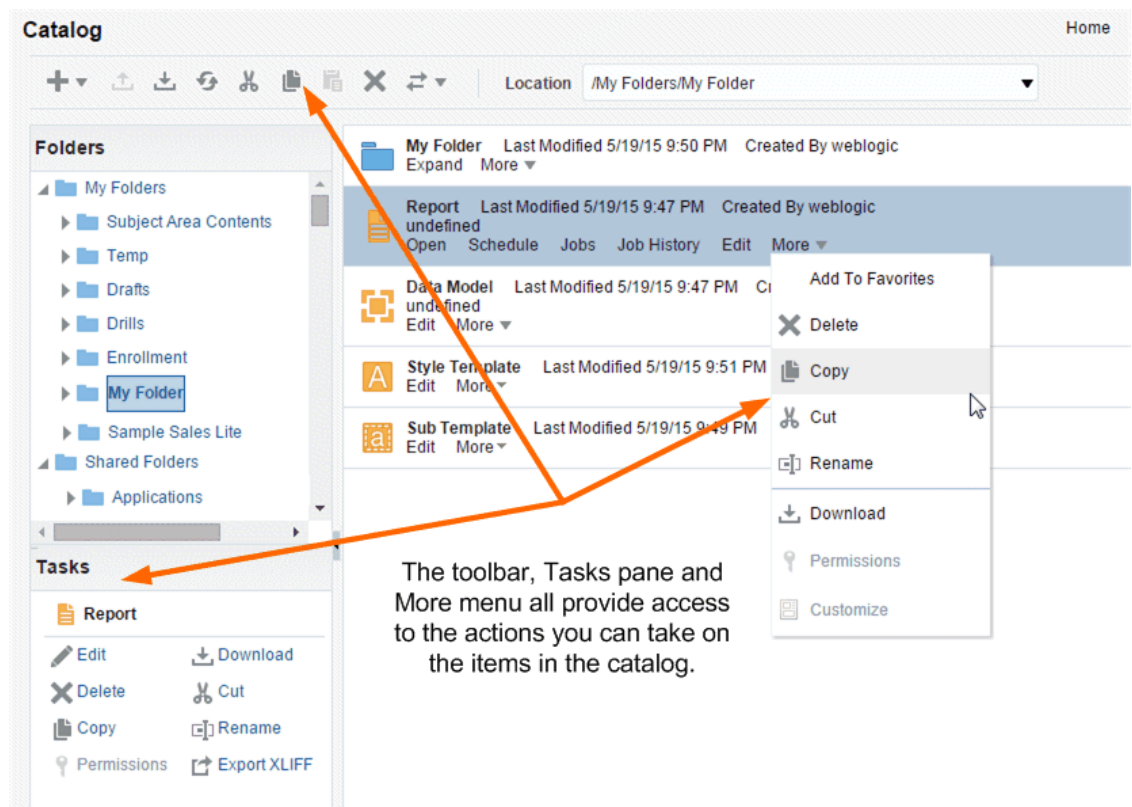 Catalog
Home
Location /My Folders/My Folder
Folders
My Folders
Subject Area Contents
Temp
Drafts
Drills
Enrollment
My Folder
Sample Sales Lite
Shared Folders
Applications
Tasks
Report
Edit Download
Delete Cut
Copy Rename
Permissions Export XLIFF
My Folder Last Modified 5/19/15 9:50 PM Created By weblogic
Expand More
Report Last Modified 5/19/15 9:47 PM Created By weblogic
undefined
Open Schedule Jobs Job History Edit More
Data Model Last Modified 5/19/15 9:47 PM
undefined
Edit More
Style Template Last Modified 5/19/15 9:51 PM
Edit More
Sub Template Last Modified 5/19/15 9:49 PM
Edit More
Add To Favorites
Delete
Copy
Cut
Rename
Download
Permissions
Customize
The toolbar, Tasks pane and
More menu all provide access
to the actions you can take on
the items in the catalog.